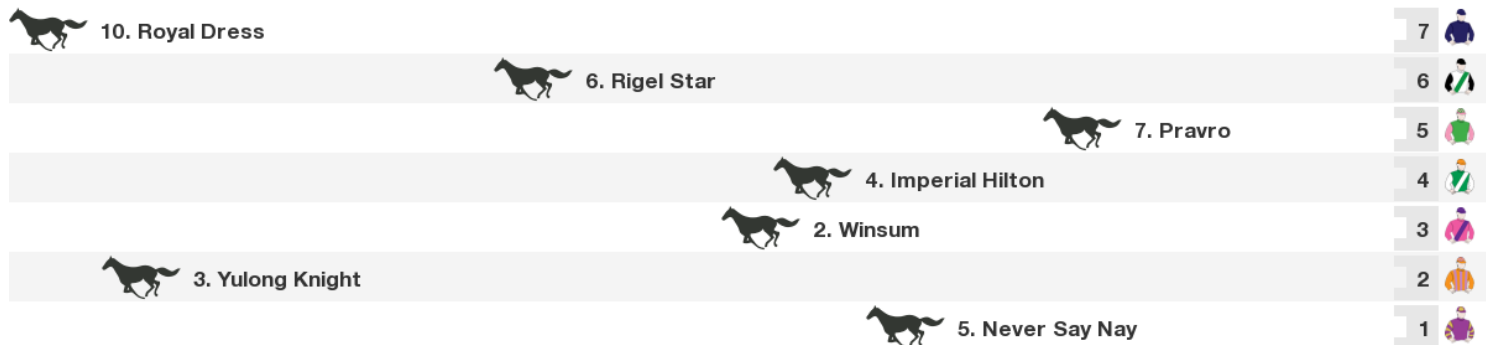 10. Royal Dress 7
6. Rigel Star 6
7. Pravro 5
4. Imperial Hilton 4
2. Winsum 3
3. Yulong Knight 2
5. Never Say Nay 1